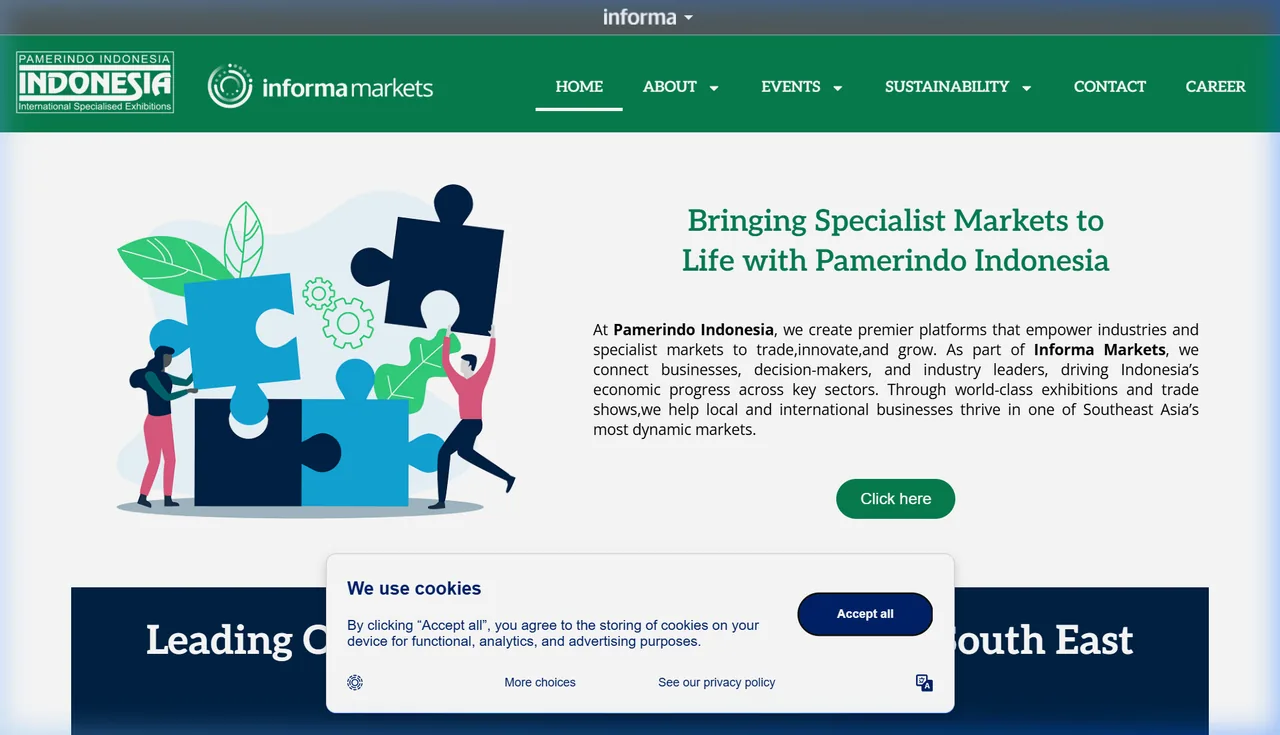 informa
PAMERINDO INDONESIA
INDONESIA
International Specialised Exhibitions
informa markets
HOME
ABOUT
EVENTS
SUSTAINABILITY
CONTACT
CAREER
Bringing Specialist Markets to
Life with Pamerindo Indonesia
At Pamerindo Indonesia, we create premier platforms that empower industries and
specialist markets to trade,innovate,and grow. As part of Informa Markets, we
connect businesses, decision-makers, and industry leaders, driving Indonesia’s
economic progress across key sectors. Through world-class exhibitions and trade
shows,we help local and international businesses thrive in one of Southeast Asia’s
most dynamic markets.
Click here
We use cookies
By clicking “Accept all”, you agree to the storing of cookies on your
device for functional, analytics, and advertising purposes.
Accept all
More choices
See our privacy policy
Leading
East